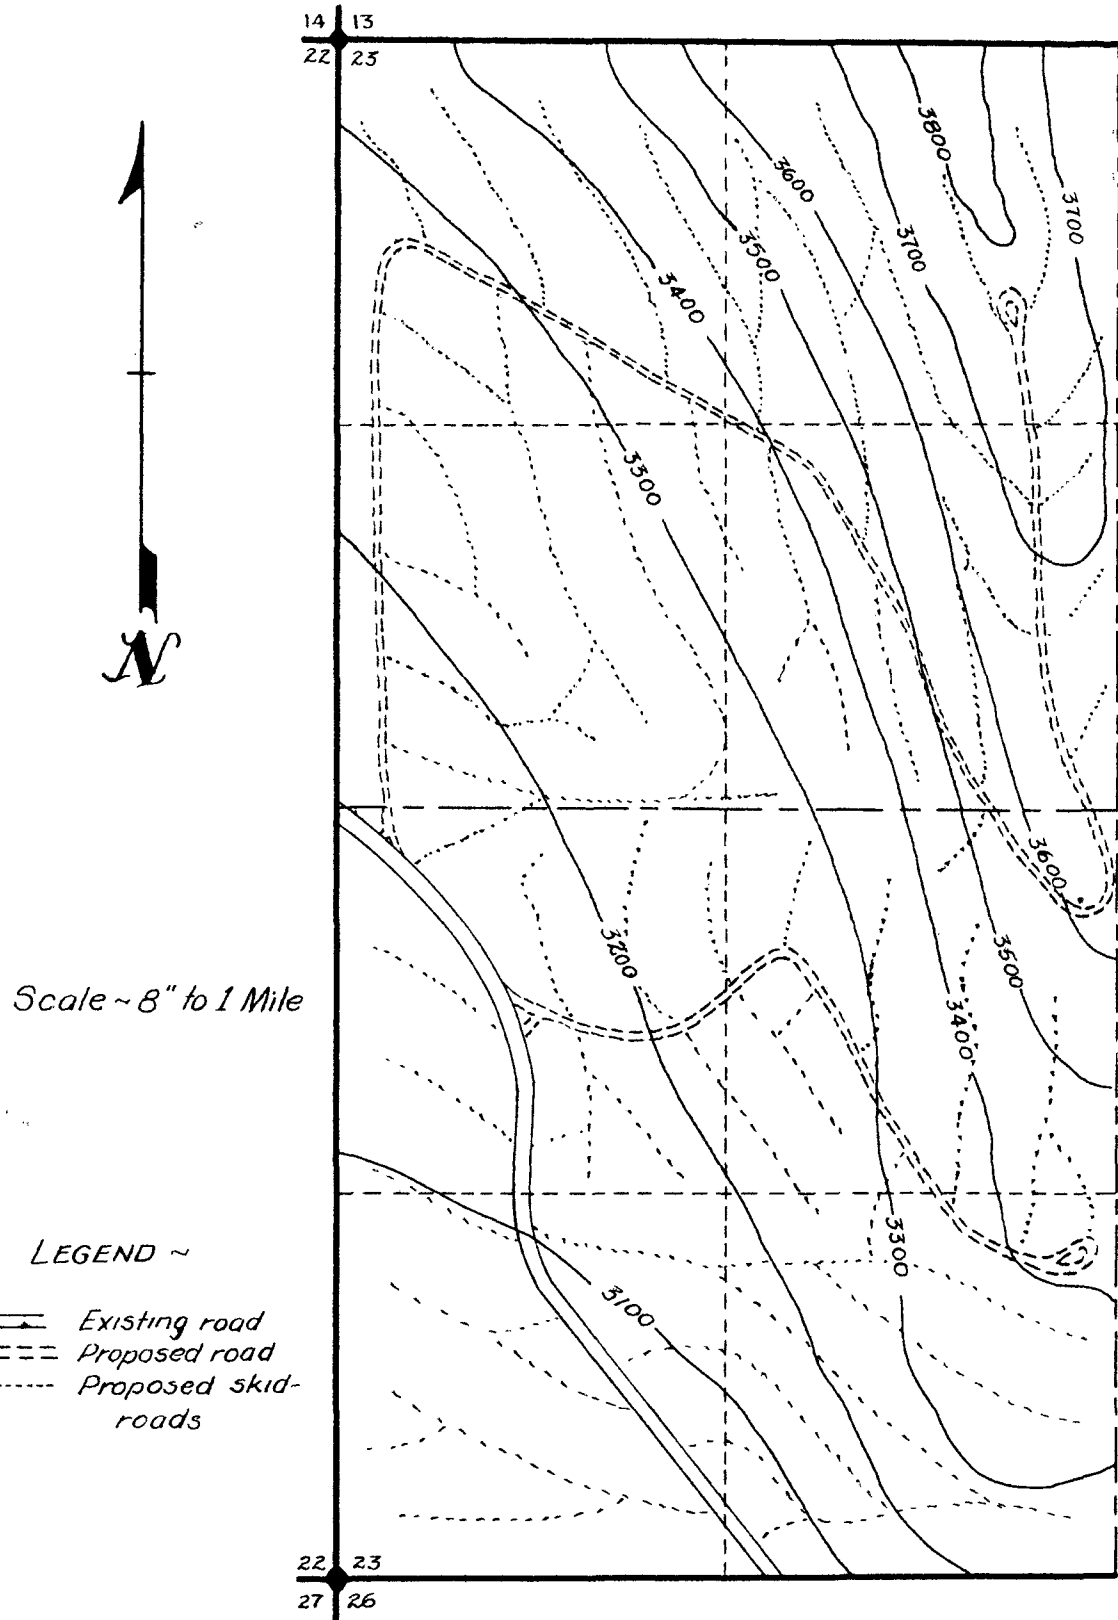 14 13
22 23
3800
3600
3700
3700
3500
3400
3300
N
3600
3200
3500
Scale ~ 8" to 1 Mile
3400
3300
LEGEND ~
3100
Existing road
Proposed road
Proposed skid-
roads
22 23
27 26